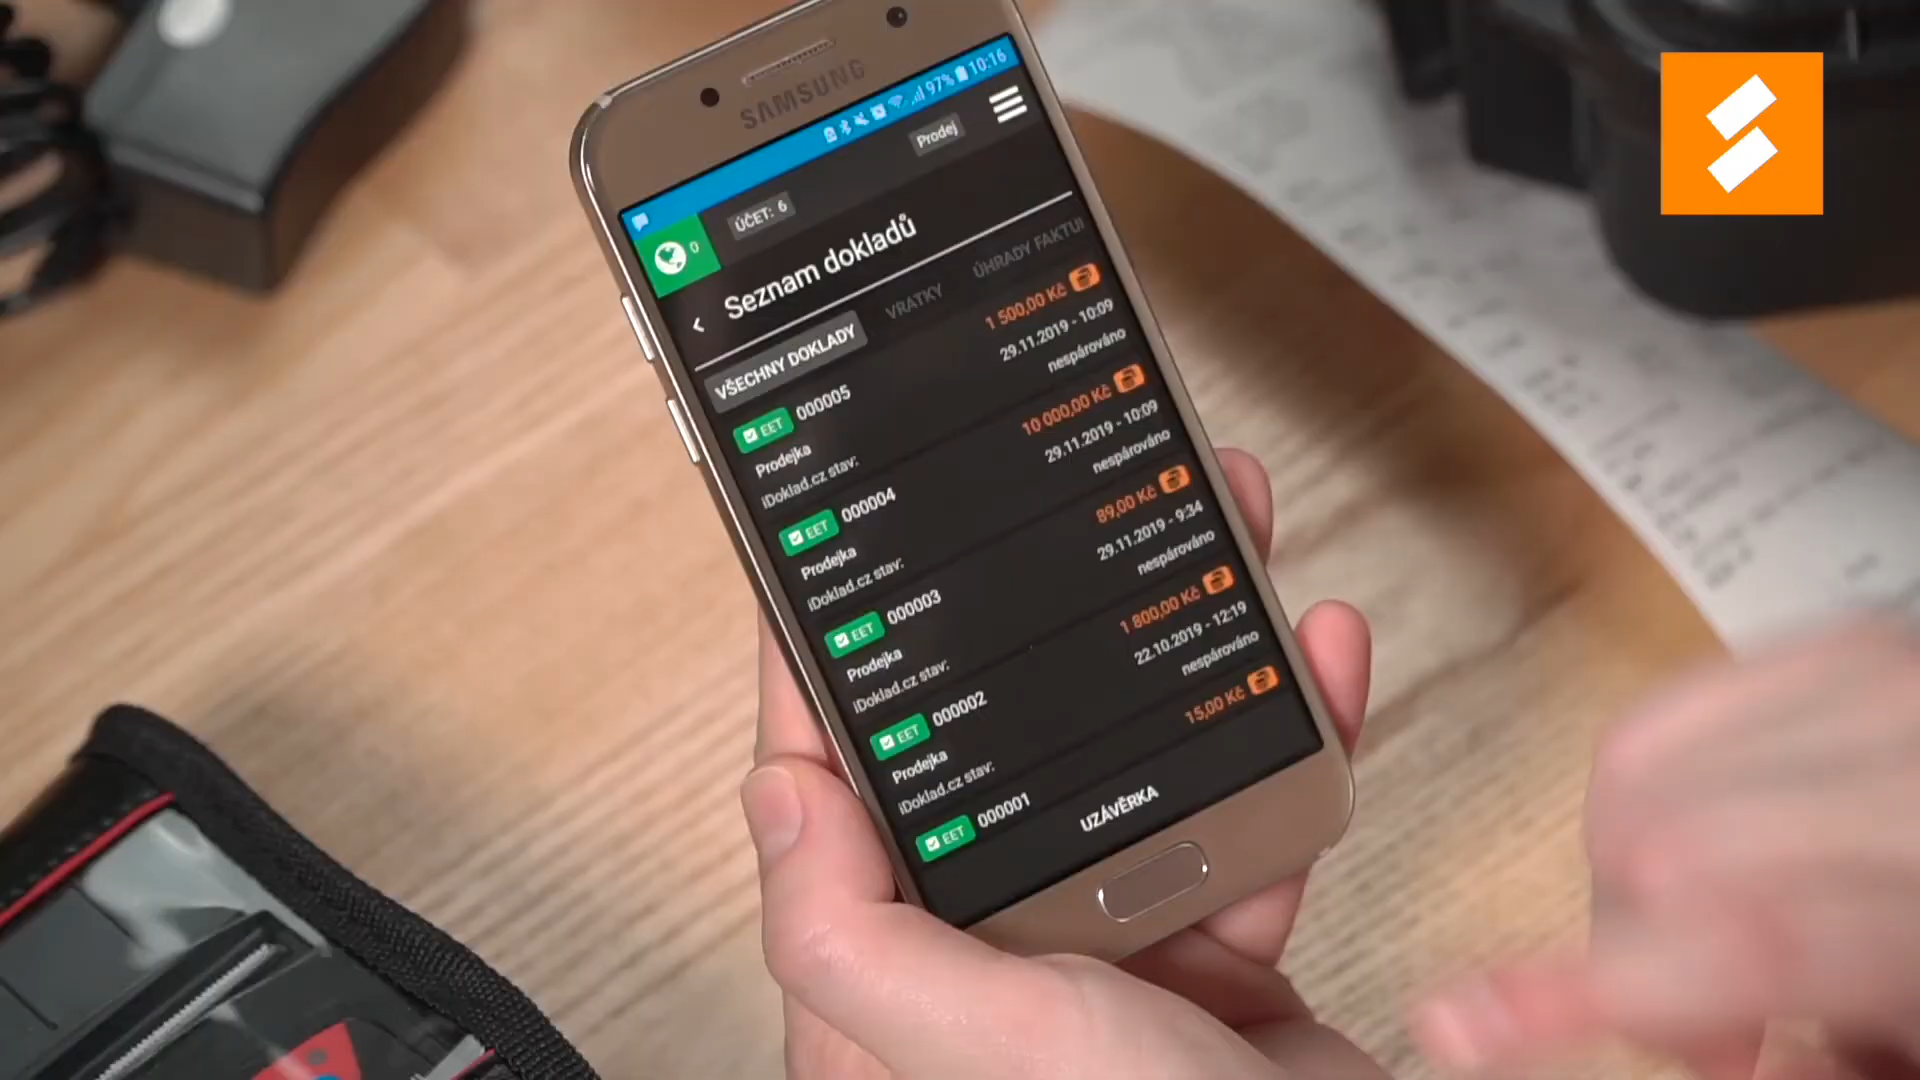 SAMSUNG
97% 10:16
0
ÚČET: 6
Prodej
Seznam dokladů
VŠECHNY DOKLADY
VRATKY
ÚHRADY FAKTUR
EET 000005
1 500,00 Kč
Prodejka
29.11.2019 - 10:09
iDoklad.cz stav:
nespárováno
EET 000004
10 000,00 Kč
Prodejka
29.11.2019 - 10:09
iDoklad.cz stav:
nespárováno
EET 000003
89,00 Kč
Prodejka
29.11.2019 - 9:34
iDoklad.cz stav:
nespárováno
EET 000002
1 800,00 Kč
Prodejka
22.10.2019 - 12:19
iDoklad.cz stav:
nespárováno
EET 000001
15,00 Kč
UZÁVĚRKA